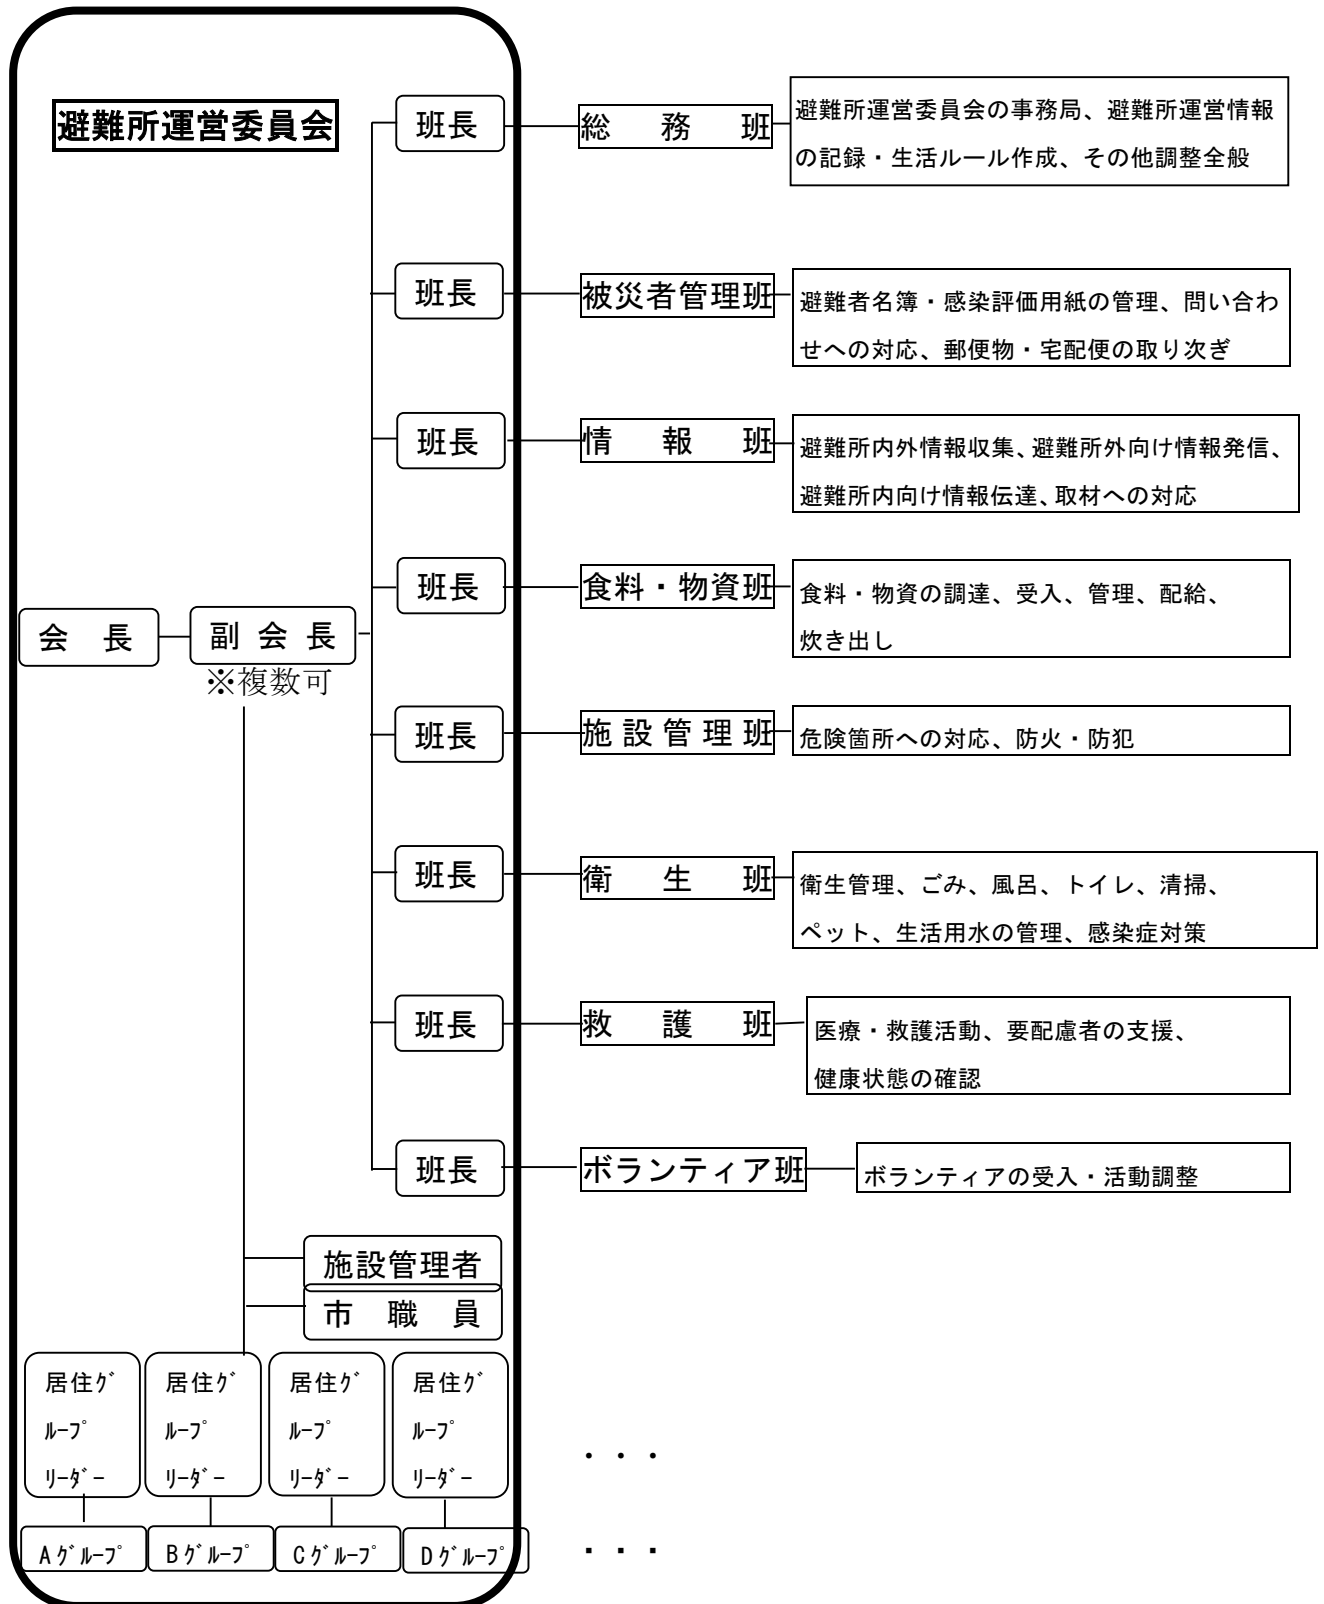 避難所運営委員会
班長
総務班
避難所運営委員会の事務局、避難所運営情報
の記録・生活ルール作成、その他調整全般
班長
被災者管理班
避難者名簿・感染評価用紙の管理、問い合わ
せへの対応、郵便物・宅配便の取り次ぎ
班長
情報班
避難所内外情報収集、避難所外向け情報発信、
避難所内向け情報伝達、取材への対応
班長
食料・物資班
食料・物資の調達、受入、管理、配給、
炊き出し
会長
副会長
※複数可
班長
施設管理班
危険箇所への対応、防火・防犯
班長
衛生班
衛生管理、ごみ、風呂、トイレ、清掃、
ペット、生活用水の管理、感染症対策
班長
救護班
医療・救護活動、要配慮者の支援、
健康状態の確認
班長
ボランティア班
ボランティアの受入・活動調整
施設管理者
市職員
居住ｸﾞ
ﾙｰﾌﾟ
ﾘｰﾀﾞｰ
居住ｸﾞ
ﾙｰﾌﾟ
ﾘｰﾀﾞｰ
居住ｸﾞ
ﾙｰﾌﾟ
ﾘｰﾀﾞｰ
居住ｸﾞ
ﾙｰﾌﾟ
ﾘｰﾀﾞｰ
・・・
Aｸﾞﾙｰﾌﾟ
Bｸﾞﾙｰﾌﾟ
Cｸﾞﾙｰﾌﾟ
Dｸﾞﾙｰﾌﾟ
・・・